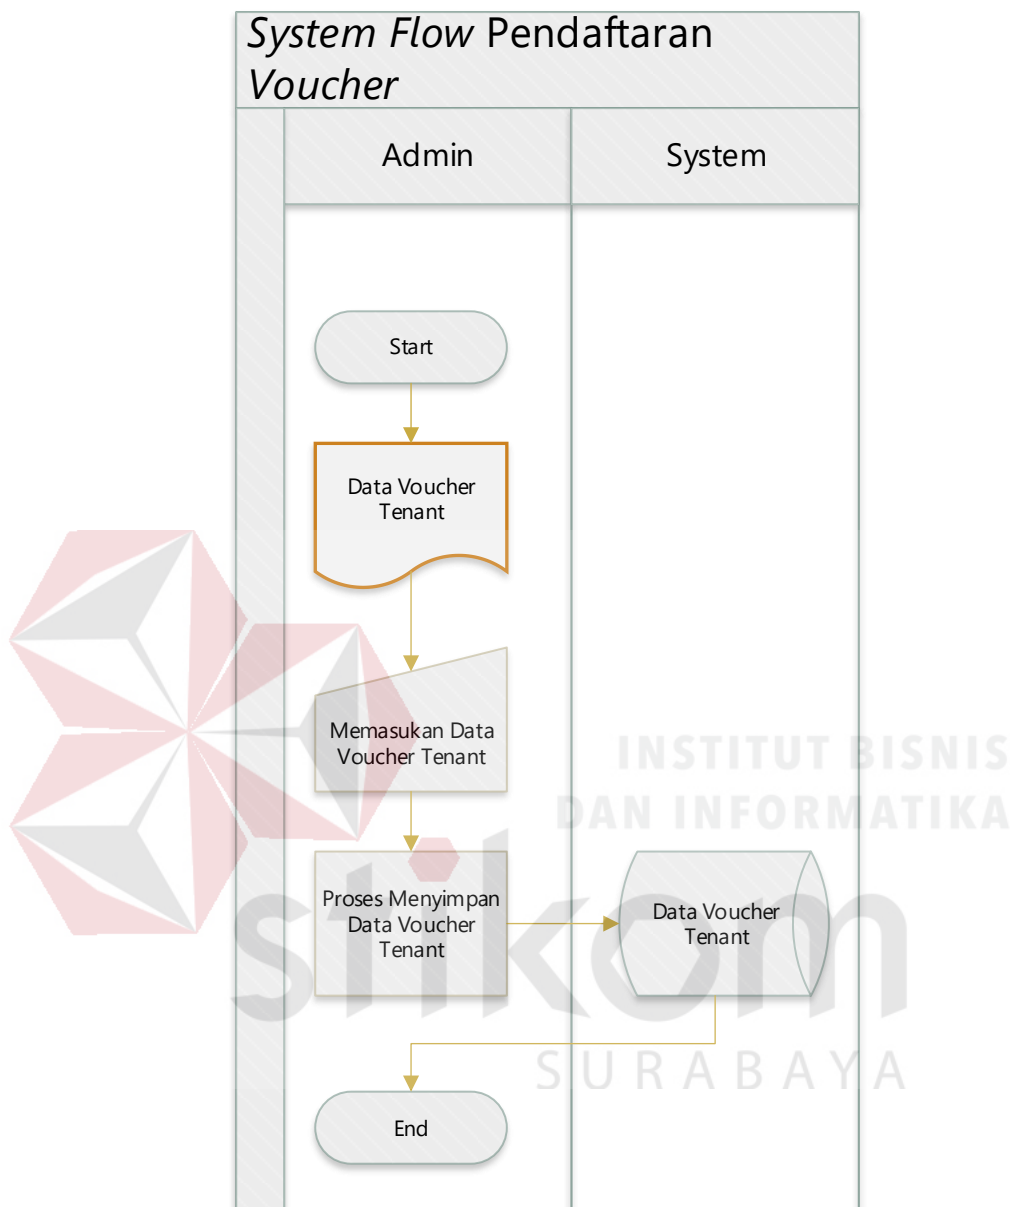 System Flow Pendaftaran
Voucher
Admin
System
Start
Data Voucher
Tenant
Memasukan Data
Voucher Tenant
INSTITUT BISNIS
DAN INFORMATIKA
Proses Menyimpan
Data Voucher
Tenant
Data Voucher
Tenant
stikom
SURABAYA
End